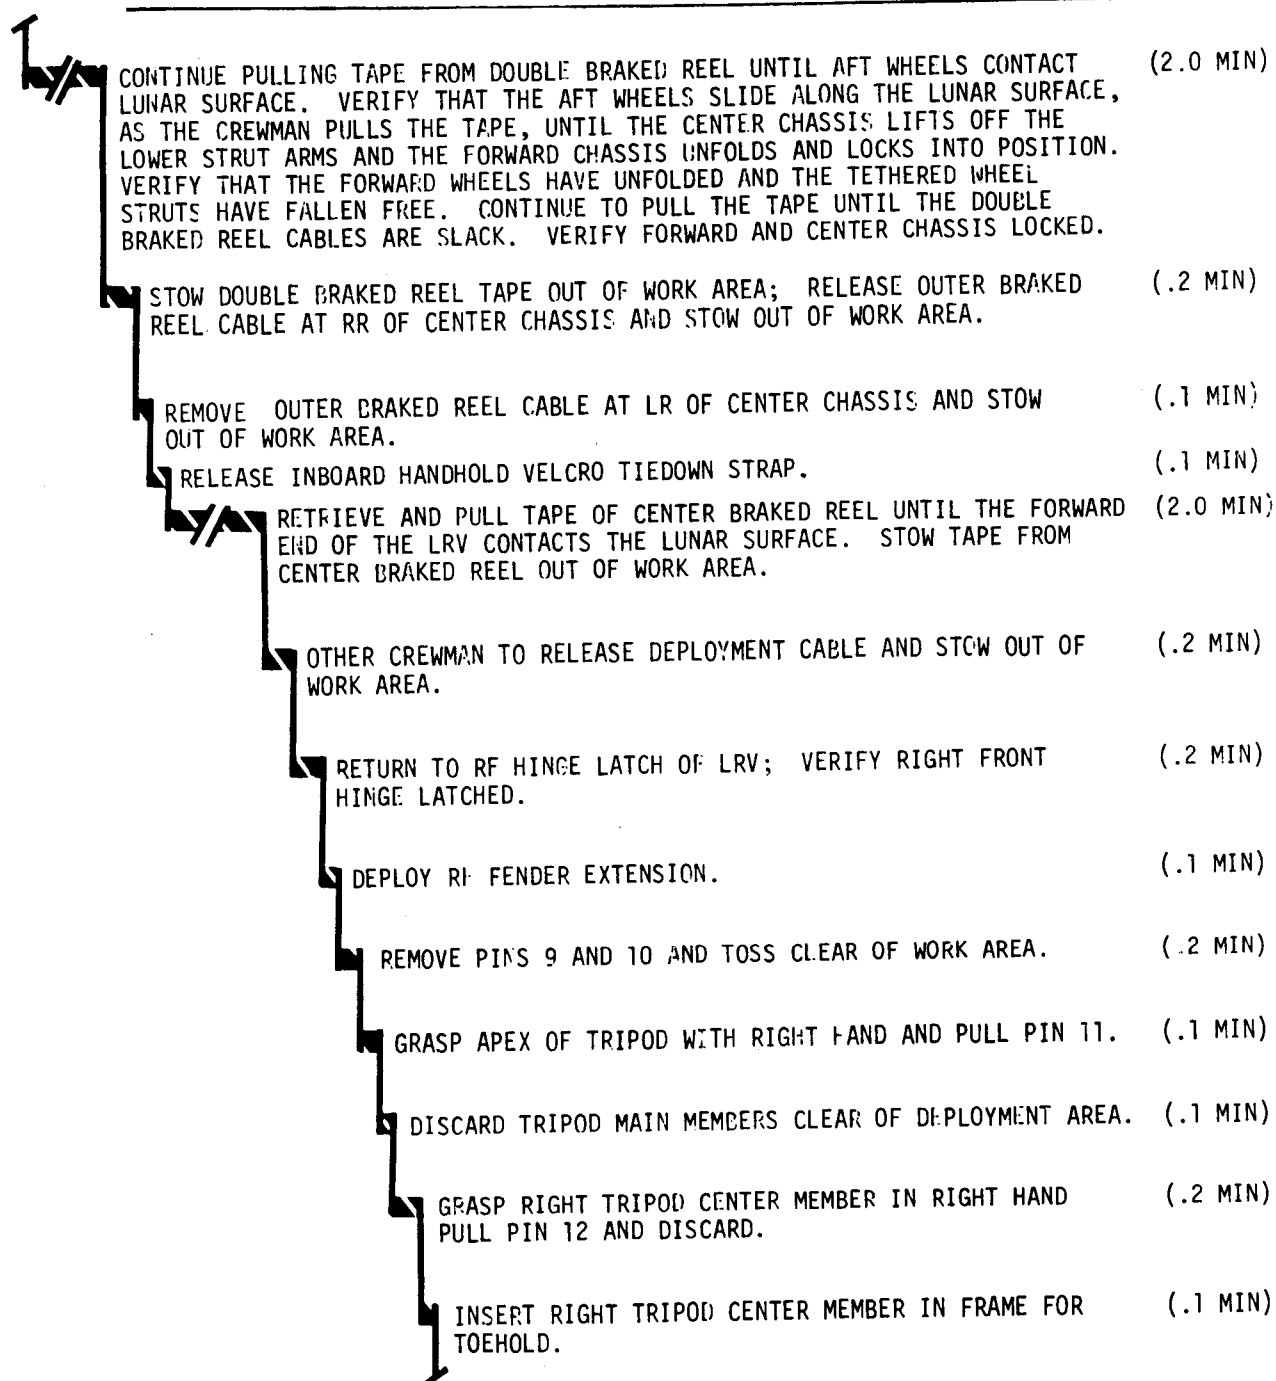 CONTINUE PULLING TAPE FROM DOUBLE BRAKED REEL UNTIL AFT WHEELS CONTACT (2.0 MIN)
LUNAR SURFACE. VERIFY THAT THE AFT WHEELS SLIDE ALONG THE LUNAR SURFACE,
AS THE CREWMAN PULLS THE TAPE, UNTIL THE CENTER CHASSIS LIFTS OFF THE
LOWER STRUT ARMS AND THE FORWARD CHASSIS UNFOLDS AND LOCKS INTO POSITION.
VERIFY THAT THE FORWARD WHEELS HAVE UNFOLDED AND THE TETHERED WHEEL
STRUTS HAVE FALLEN FREE. CONTINUE TO PULL THE TAPE UNTIL THE DOUBLE
BRAKED REEL CABLES ARE SLACK. VERIFY FORWARD AND CENTER CHASSIS LOCKED.
STOW DOUBLE BRAKED REEL TAPE OUT OF WORK AREA; RELEASE OUTER BRAKED (.2 MIN)
REEL CABLE AT RR OF CENTER CHASSIS AND STOW OUT OF WORK AREA.
REMOVE OUTER BRAKED REEL CABLE AT LR OF CENTER CHASSIS AND STOW (.1 MIN)
OUT OF WORK AREA.
RELEASE INBOARD HANDHOLD VELCRO TIEDOWN STRAP. (.1 MIN)
RETRIEVE AND PULL TAPE OF CENTER BRAKED REEL UNTIL THE FORWARD (2.0 MIN)
END OF THE LRV CONTACTS THE LUNAR SURFACE. STOW TAPE FROM
CENTER BRAKED REEL OUT OF WORK AREA.
OTHER CREWMAN TO RELEASE DEPLOYMENT CABLE AND STOW OUT OF (.2 MIN)
WORK AREA.
RETURN TO RF HINGE LATCH OF LRV; VERIFY RIGHT FRONT (.2 MIN)
HINGE LATCHED.
DEPLOY RF FENDER EXTENSION. (.1 MIN)
REMOVE PINS 9 AND 10 AND TOSS CLEAR OF WORK AREA. (.2 MIN)
GRASP APEX OF TRIPOD WITH RIGHT HAND AND PULL PIN 11. (.1 MIN)
DISCARD TRIPOD MAIN MEMBERS CLEAR OF DEPLOYMENT AREA. (.1 MIN)
GRASP RIGHT TRIPOD CENTER MEMBER IN RIGHT HAND (.2 MIN)
PULL PIN 12 AND DISCARD.
INSERT RIGHT TRIPOD CENTER MEMBER IN FRAME FOR (.1 MIN)
TOEHOLD.